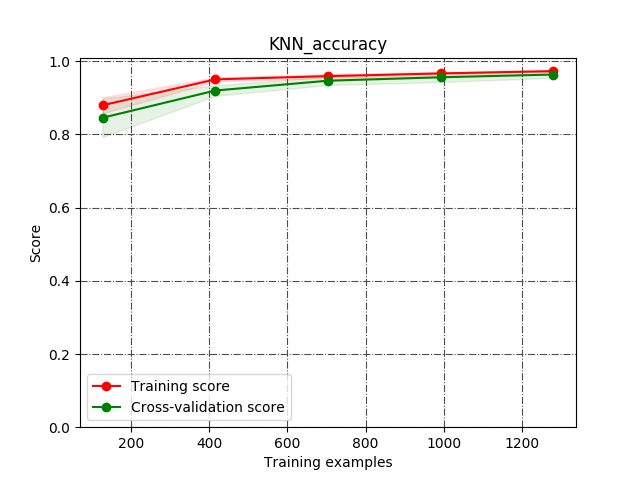 KNN_accuracy
Score
1.0
0.8
0.6
0.4
0.2
0.0
Training score
Cross-validation score
200 400 600 800 1000 1200
Training examples